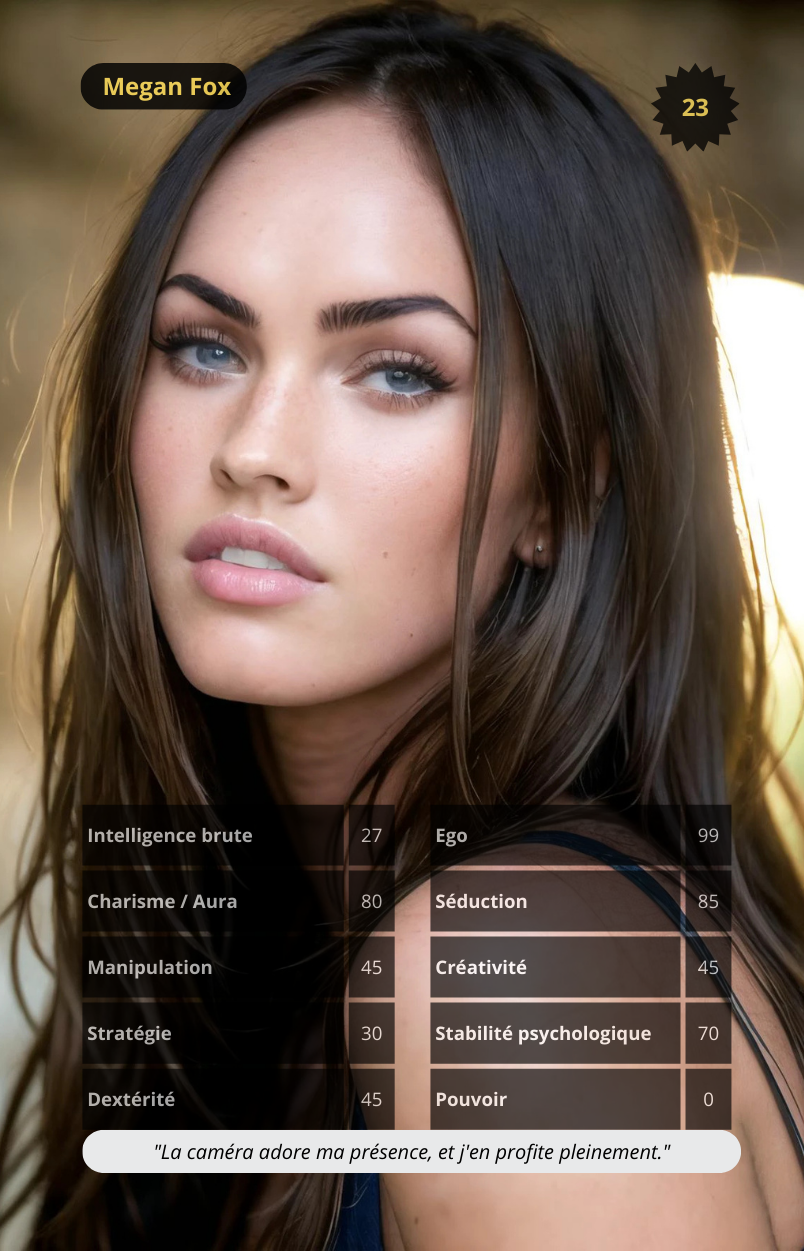 Megan Fox
23
Intelligence brute 27
Ego 99
Charisme / Aura 80
Séduction 85
Manipulation 45
Créativité 45
Stratégie 30
Stabilité psychologique 70
Dextérité 45
Pouvoir 0
"La caméra adore ma présence, et j'en profite pleinement."